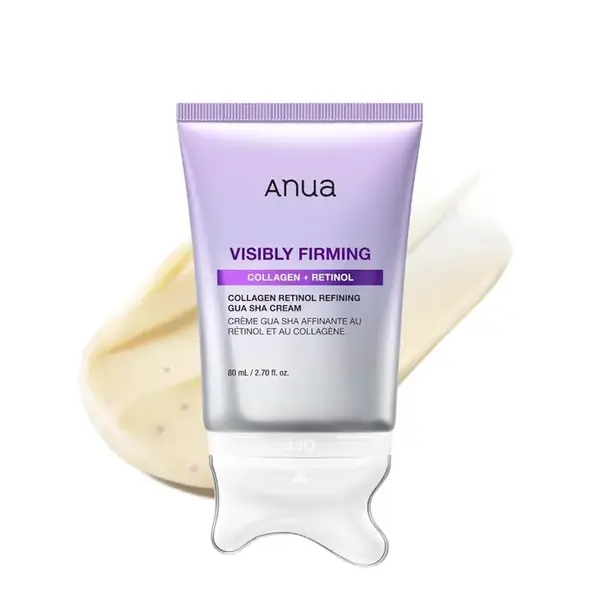 Anua
VISIBLY FIRMING
COLLAGEN + RETINOL
COLLAGEN RETINOL REFINING
GUA SHA CREAM
CRÈME GUA SHA AFFINANTE AU
RÉTINOL ET AU COLLAGÈNE
80 mL / 2.70 fl. oz.
OFF